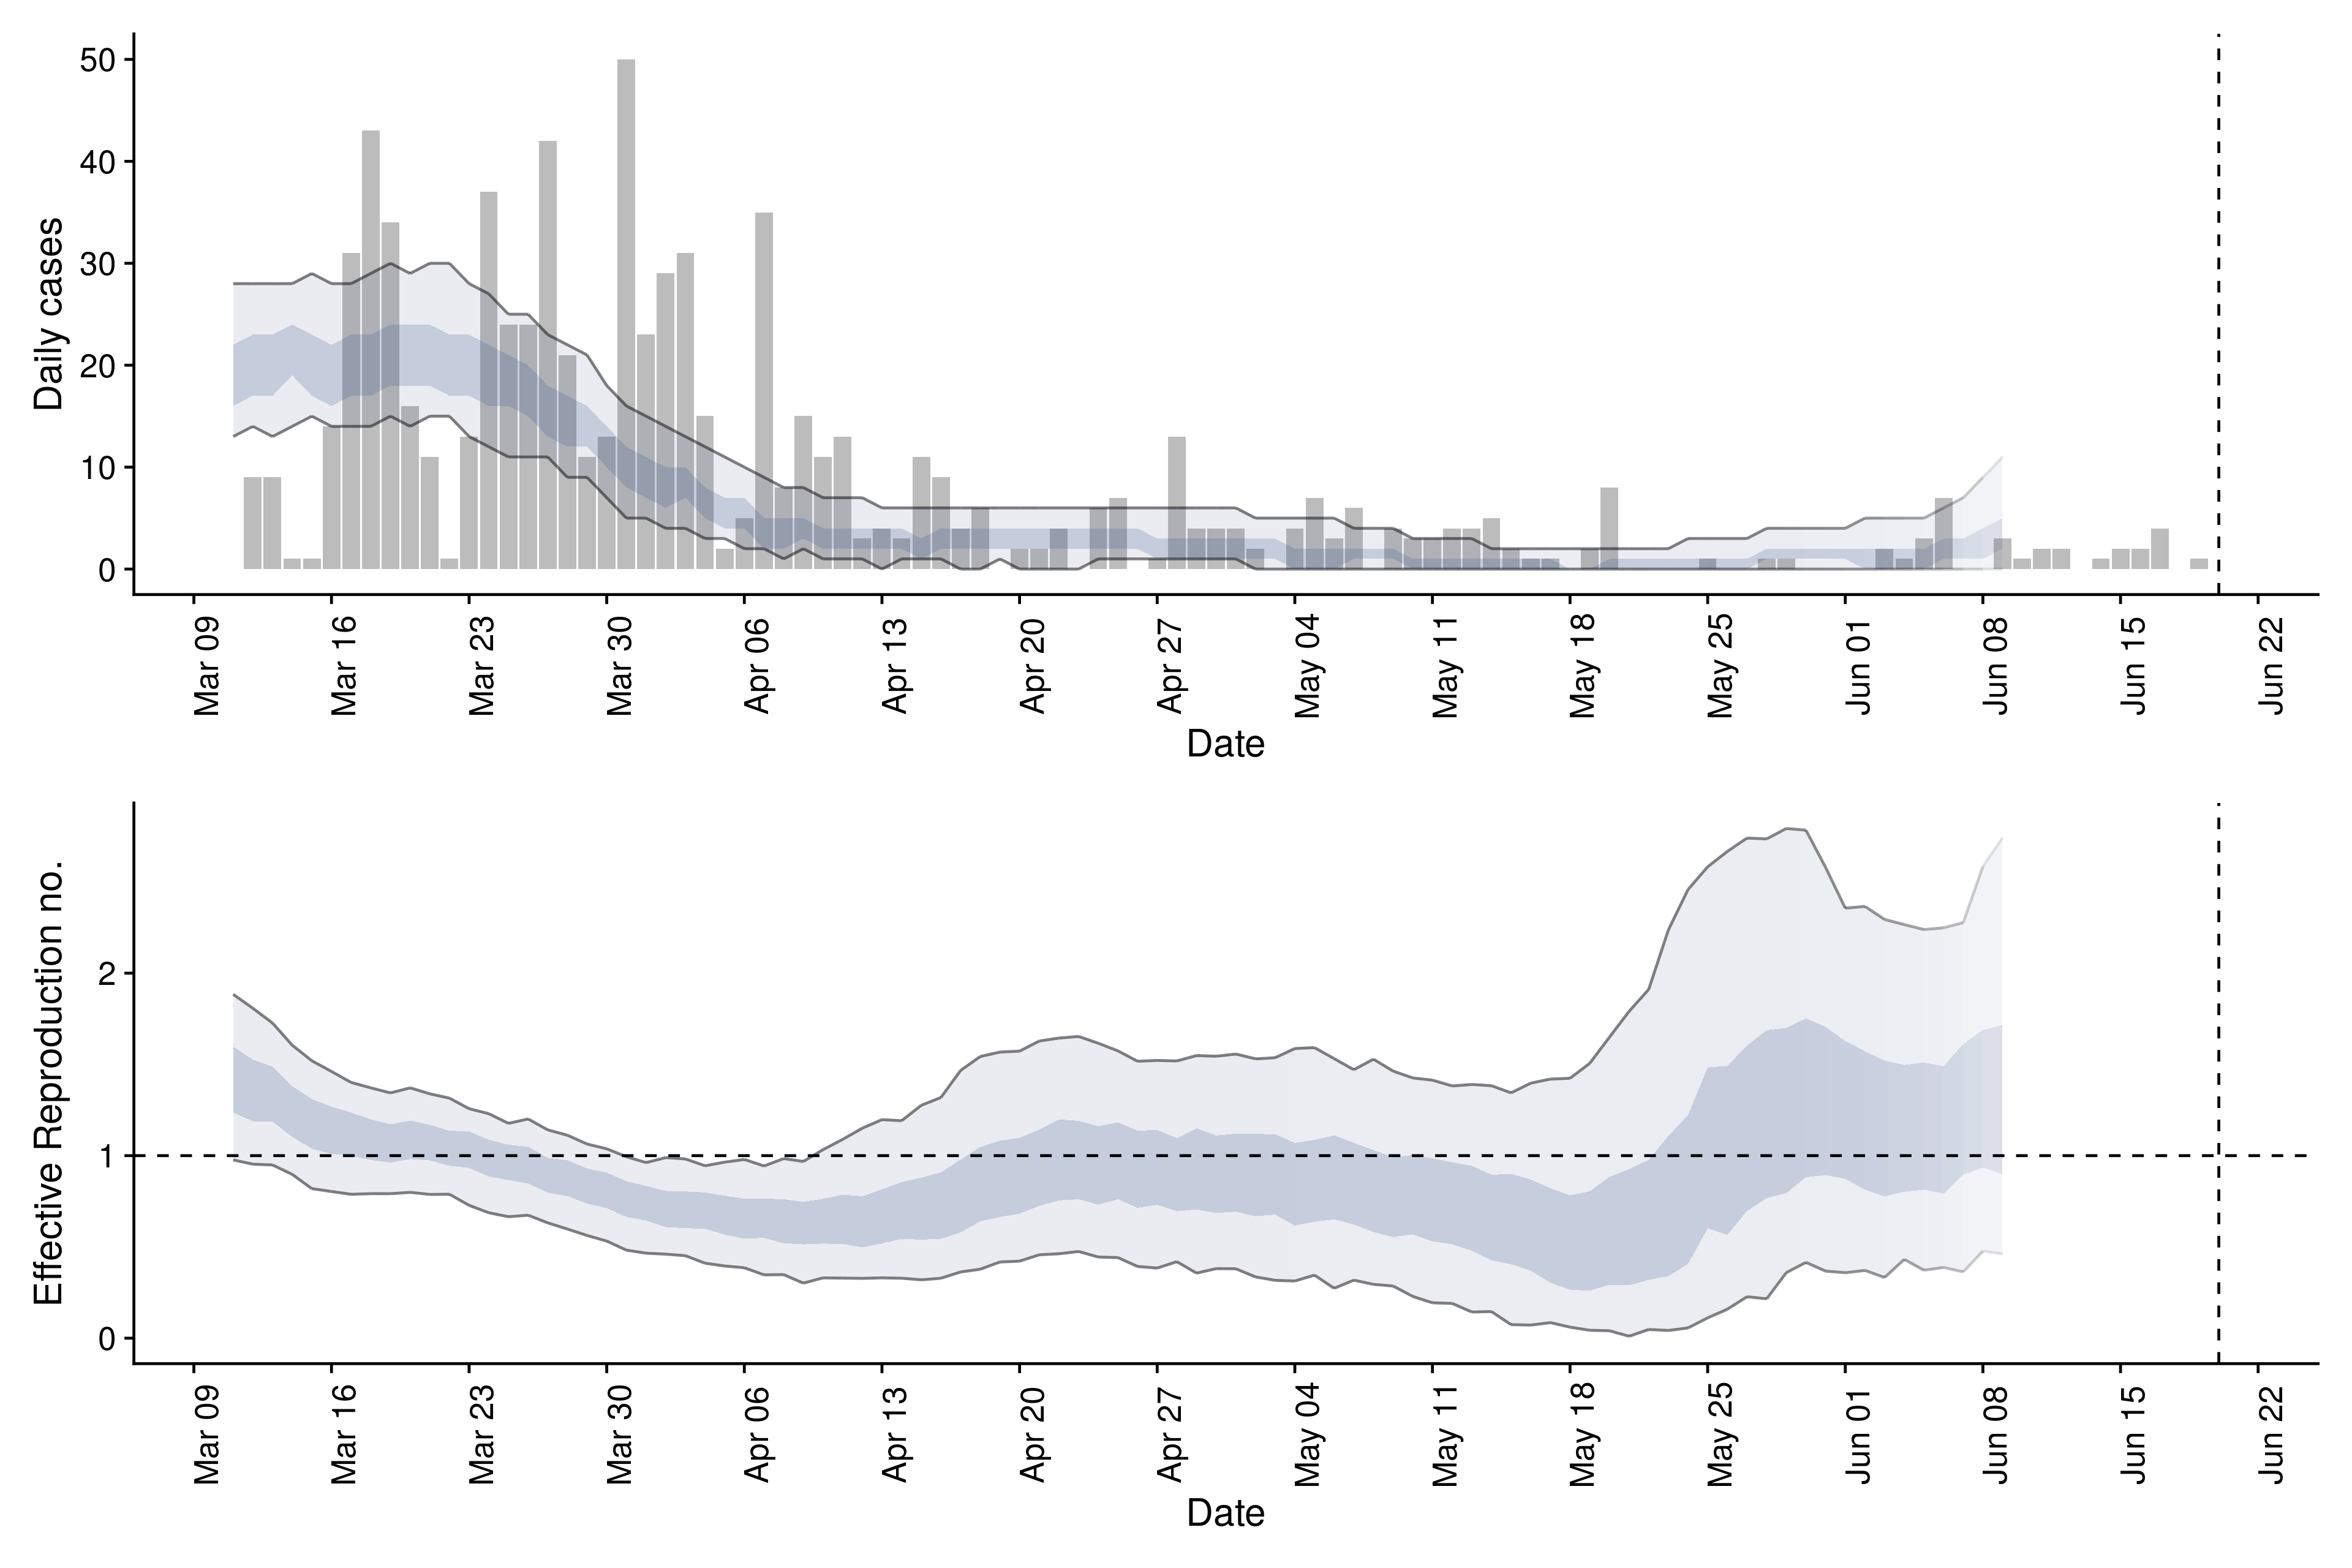 Daily cases
50
40
30
20
10
0
Mar 09
Mar 16
Mar 23
Mar 30
Apr 06
Apr 13
Apr 20
Apr 27
May 04
May 11
May 18
May 25
Jun 01
Jun 08
Jun 15
Jun 22
Date
Effective Reproduction no.
2
1
0
Mar 09
Mar 16
Mar 23
Mar 30
Apr 06
Apr 13
Apr 20
Apr 27
May 04
May 11
May 18
May 25
Jun 01
Jun 08
Jun 15
Jun 22
Date